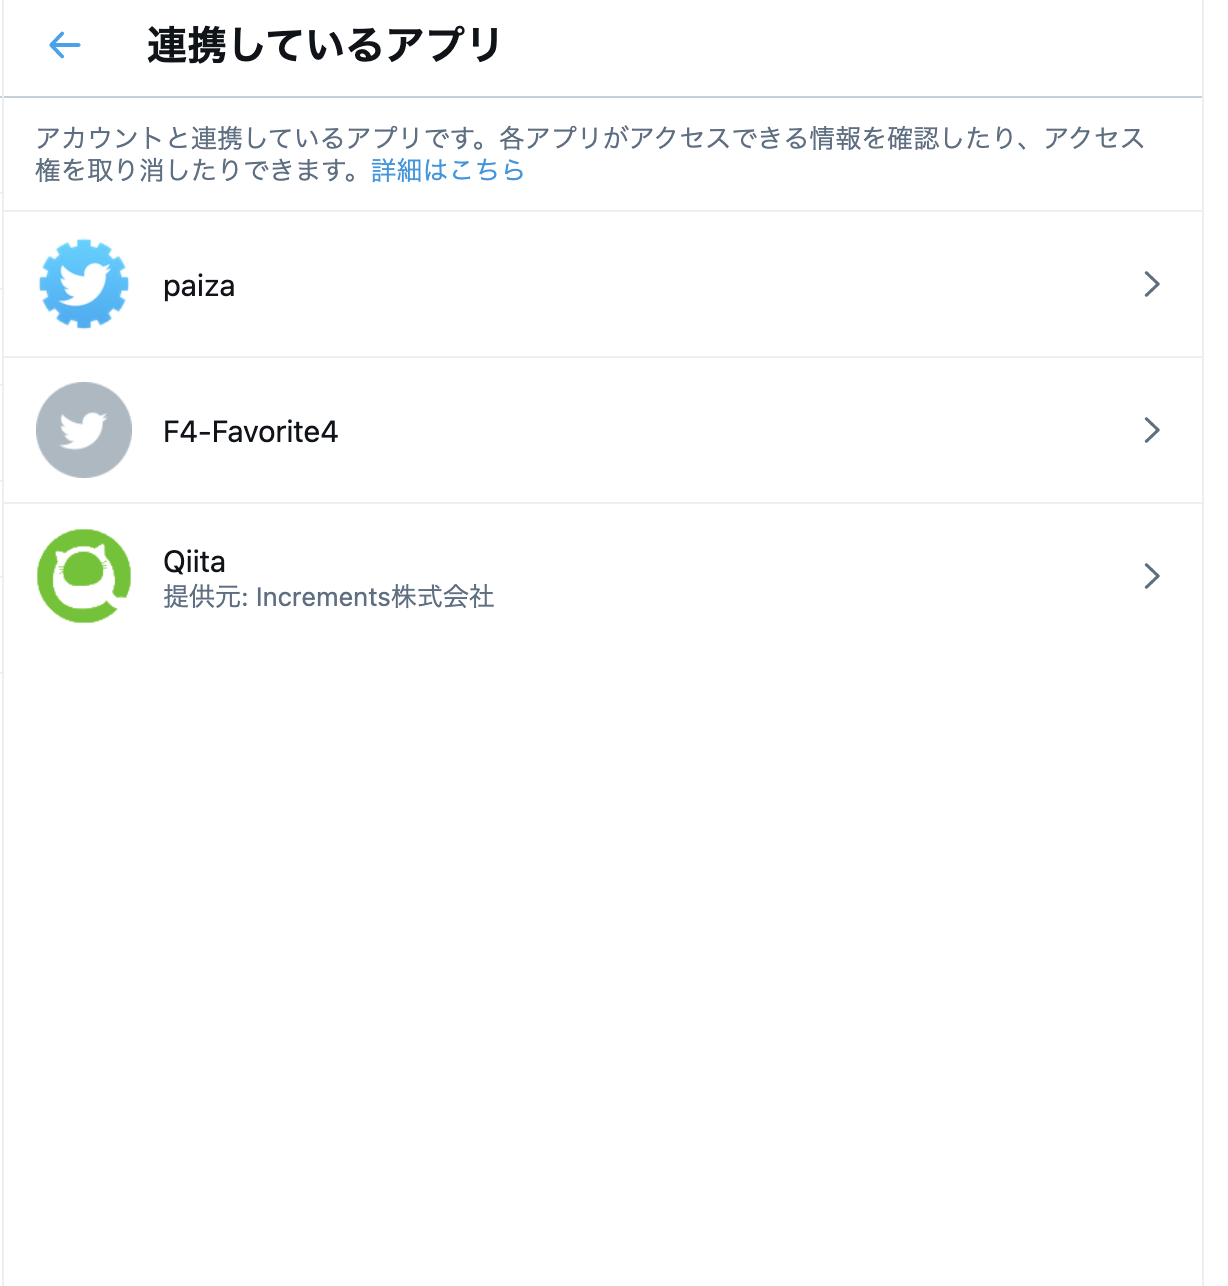 連携しているアプリ
アカウントと連携しているアプリです。各アプリがアクセスできる情報を確認したり、アクセス
権を取り消したりできます。詳細はこちら
paiza
F4-Favorite4
Qiita
提供元: Increments株式会社